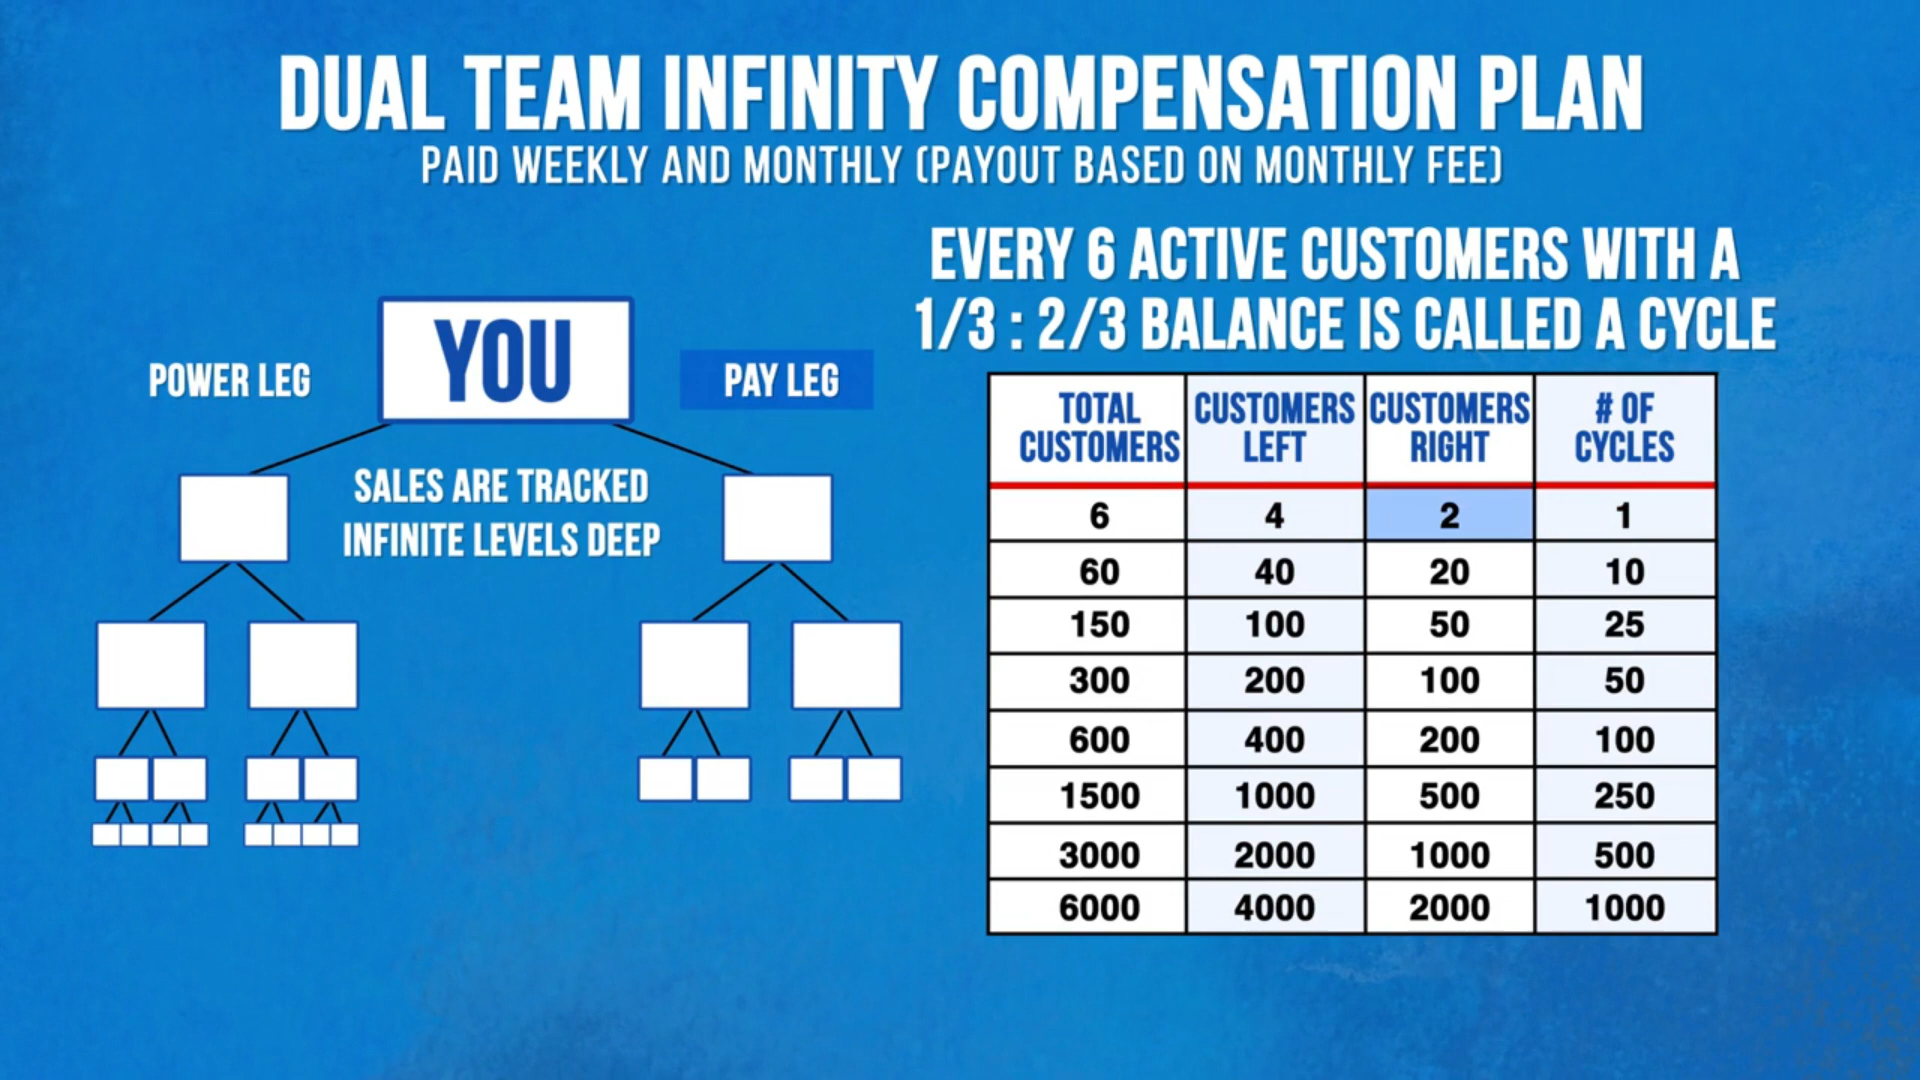 DUAL TEAM INFINITY COMPENSATION PLAN
PAID WEEKLY AND MONTHLY (PAYOUT BASED ON MONTHLY FEE)
EVERY 6 ACTIVE CUSTOMERS WITH A
1/3 : 2/3 BALANCE IS CALLED A CYCLE
POWER LEG
YOU
PAY LEG
SALES ARE TRACKED
INFINITE LEVELS DEEP
TOTAL CUSTOMERS CUSTOMERS LEFT CUSTOMERS RIGHT # OF CYCLES
6 4 2 1
60 40 20 10
150 100 50 25
300 200 100 50
600 400 200 100
1500 1000 500 250
3000 2000 1000 500
6000 4000 2000 1000